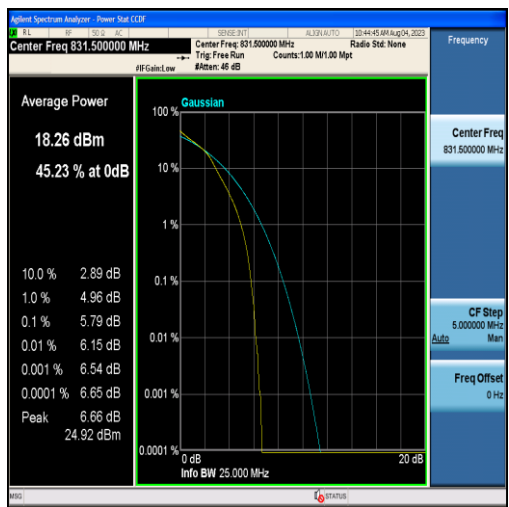 Agilent Spectrum Analyzer - Power Stat CCDF
RL RF 50 Ω AC SENSE:INT ALIGN AUTO 10:44:45 AM Aug 04, 2023
Center Freq 831.500000 MHz
Center Freq: 831.500000 MHz Radio Std: None
Trig: Free Run Counts:1.00 M/1.00 Mpt
#IFGain:Low #Atten: 46 dB
Frequency
Average Power
18.26 dBm
45.23 % at 0dB
10.0 % 2.89 dB
1.0 % 4.96 dB
0.1 % 5.79 dB
0.01 % 6.15 dB
0.001 % 6.54 dB
0.0001 % 6.65 dB
Peak 6.66 dB
24.92 dBm
Gaussian
100 %
10 %
1 %
0.1 %
0.01 %
0.001 %
0.0001 %
0 dB 20 dB
Info BW 25.000 MHz
Center Freq
831.500000 MHz
CF Step
5.000000 MHz
Auto Man
Freq Offset
0 Hz
MSG STATUS